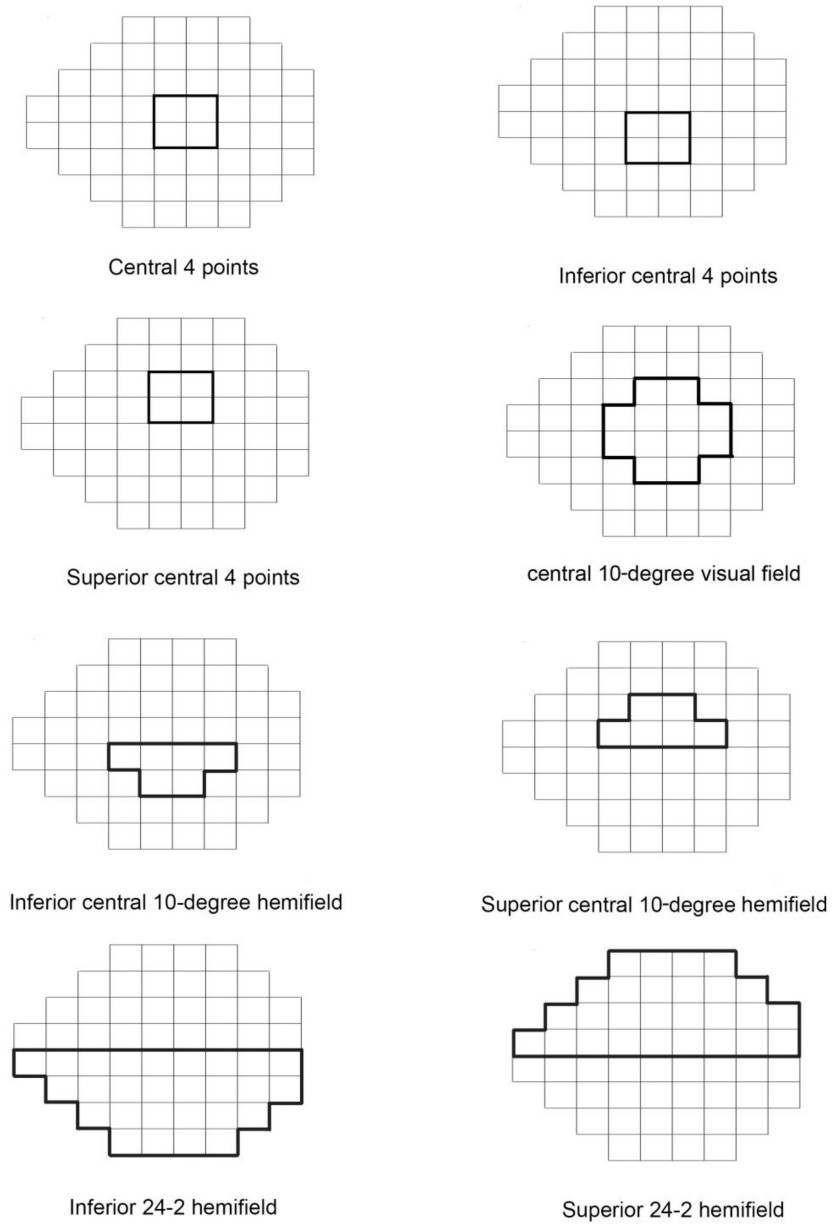 Central 4 points
Inferior central 4 points
Superior central 4 points
central 10-degree visual field
Inferior central 10-degree hemifield
Superior central 10-degree hemifield
Inferior 24-2 hemifield
Superior 24-2 hemifield